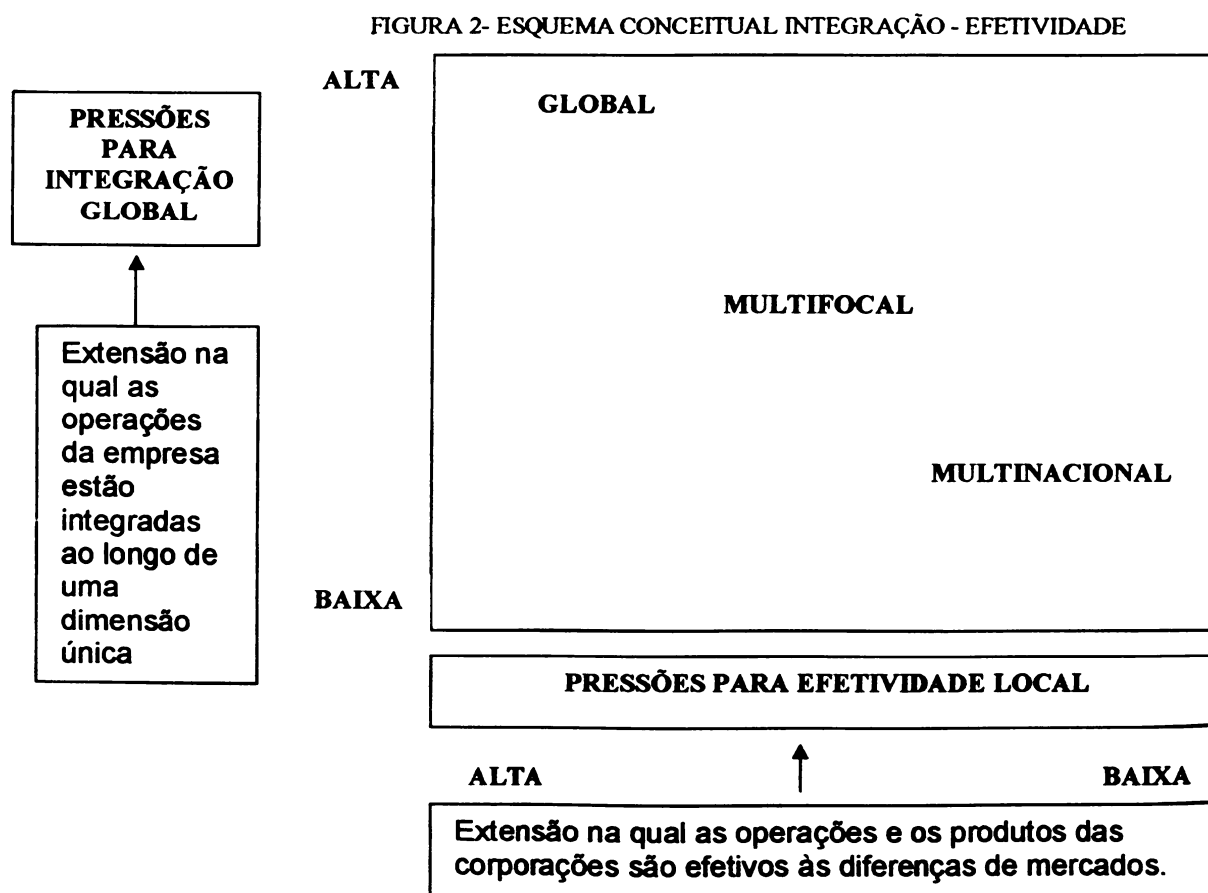 FIGURA 2- ESQUEMA CONCEITUAL INTEGRAÇÃO - EFETIVIDADE
PRESSÕES
PARA
INTEGRAÇÃO
GLOBAL
Extensão na
qual as
operações
da empresa
estão
integradas
ao longo de
uma
dimensão
única
ALTA
GLOBAL
MULTIFOCAL
MULTINACIONAL
BAIXA
PRESSÕES PARA EFETIVIDADE LOCAL
ALTA BAIXA
Extensão na qual as operações e os produtos das
corporações são efetivos às diferenças de mercados.